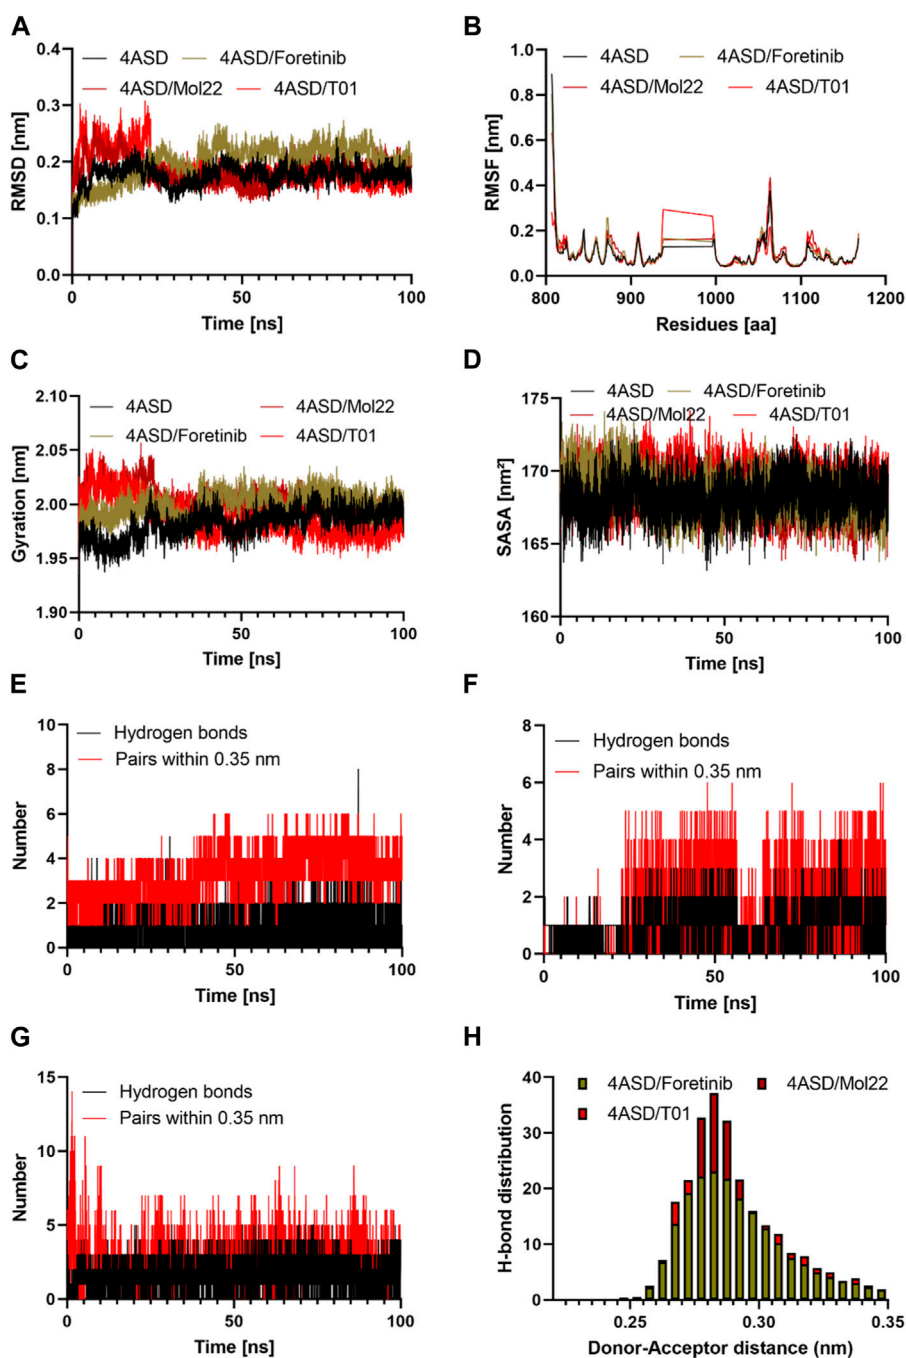 A
4ASD
4ASD/Foretinib
4ASD/Mol22
4ASD/T01
0.4
0.3
0.2
0.1
0.0
RMSD [nm]
0
50
100
Time [ns]
B
4ASD
4ASD/Foretinib
4ASD/Mol22
4ASD/T01
1.0
0.8
0.6
0.4
0.2
0.0
RMSF [nm]
800
900
1000
1100
1200
Residues [aa]
C
4ASD
4ASD/Mol22
4ASD/Foretinib
4ASD/T01
2.10
2.05
2.00
1.95
1.90
Gyration [nm]
0
50
100
Time [ns]
D
4ASD
4ASD/Foretinib
4ASD/Mol22
4ASD/T01
175
170
165
160
SASA [nm²]
0
50
100
Time [ns]
E
Hydrogen bonds
Pairs within 0.35 nm
10
8
6
4
2
0
Number
0
50
100
Time [ns]
F
Hydrogen bonds
Pairs within 0.35 nm
8
6
4
2
0
Number
0
50
100
Time [ns]
G
Hydrogen bonds
Pairs within 0.35 nm
15
10
5
0
Number
0
50
100
Time [ns]
H
4ASD/Foretinib
4ASD/Mol22
4ASD/T01
40
30
20
10
0
H-bond distribution
0.25
0.30
0.35
Donor-Acceptor distance (nm)